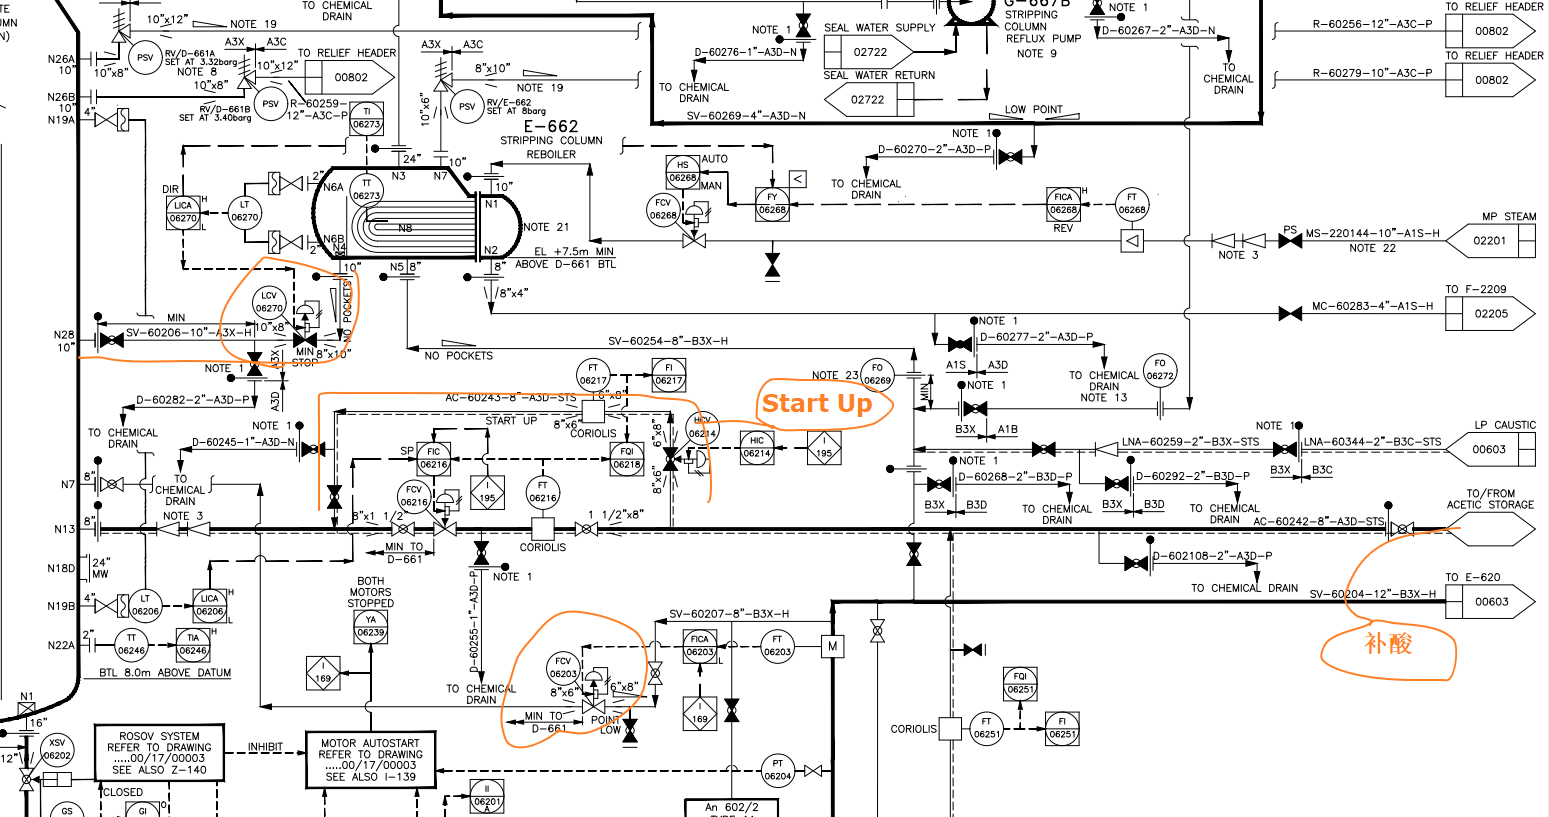 TE
UMN
N)
10"x12"
NOTE 19
TO CHEMICAL
DRAIN
A3X
A3C
N26A
10"
10"x8"
PSV
RV/D-661A
SET AT 3.32barg
NOTE 8
10"x8"
10"x12"
TO RELIEF HEADER
00802
N26B
10"
PSV
RV/D-661B
SET AT 3.40barg
R-60259-
12"-A3C-P
N19A
4"
TI
06273
A3X
A3C
8"x10"
NOTE 19
10"x6"
PSV
RV/E-662
SET AT 8barg
E-662
STRIPPING COLUMN
REBOILER
NOTE 1
D-60276-1"-A3D-N
TO CHEMICAL
DRAIN
SEAL WATER SUPPLY
02722
SEAL WATER RETURN
02722
G-667B
STRIPPING
COLUMN
REFLUX PUMP
NOTE 9
NOTE 1
D-60267-2"-A3D-N
TO
CHEMICAL
DRAIN
R-60256-12"-A3C-P
TO RELIEF HEADER
00802
R-60279-10"-A3C-P
TO RELIEF HEADER
00802
SV-60269-4"-A3D-N
LOW POINT
NOTE 1
D-60270-2"-A3D-P
TO CHEMICAL
DRAIN
24"
N3
N7
10"
10"
N1
2"
N6A
TT
06273
N8
DIR
LICA
06270
H
L
LT
06270
N6B
2"
N4
10"
N5
8"
N2
8"
8"x4"
NOTE 21
EL +7.5m MIN
ABOVE D-661 BTL
HS
06268
AUTO
MAN
FCV
06268
FY
06268
<
FICA
06268
H
REV
FT
06268
NOTE 3
PS
MP STEAM
MS-220144-10"-A1S-H
NOTE 22
02201
TO F-2209
MC-60283-4"-A1S-H
02205
LCV
06270
NO POCKETS
MIN
N28
10"
SV-60206-10"-A3X-H
10"x8"
MIN
STOP
8"x10"
NO POCKETS
SV-60254-8"-B3X-H
NOTE 1
D-60277-2"-A3D-P
A1S
A3D
TO CHEMICAL
DRAIN
NOTE 13
FO
06272
NOTE 1
A3X
A3D
D-60282-2"-A3D-P
TO CHEMICAL
DRAIN
FT
06217
FI
06217
6"x8"
AC-60243-8"-A3D-STS
START UP
8"x6"
CORIOLIS
Start Up
NOTE 23
FO
06269
MIN
NOTE 1
B3X
A1B
NOTE 1
D-60245-1"-A3D-N
TO
CHEMICAL
DRAIN
SP
FIC
06216
FQI
06218
HCV
06214
6"x8"
8"x6"
HIC
06214
I
195
LNA-60259-2"-B3X-STS
NOTE 1
LNA-60344-2"-B3C-STS
LP CAUSTIC
00603
B3X
B3C
N7
8"
I
195
FCV
06216
FT
06216
NOTE 1
D-60268-2"-B3D-P
B3X
B3D
TO CHEMICAL
DRAIN
D-60292-2"-B3D-P
B3X
B3D
TO CHEMICAL
DRAIN
TO/FROM
ACETIC STORAGE
AC-60242-8"-A3D-STS
N13
8"
NOTE 3
8"x1 1/2"
1 1/2"x8"
MIN TO
D-661
CORIOLIS
NOTE 1
D-60255-1"-A3D-P
TO CHEMICAL
DRAIN
D-602108-2"-A3D-P
TO CHEMICAL DRAIN
N18D
24"
MW
N19B
4"
LT
06206
LICA
06206
H
L
BOTH
MOTORS
STOPPED
YA
06239
TO E-620
SV-60204-12"-B3X-H
00603
补酸
N22A
2"
TT
06246
TIA
06246
H
BTL 8.0m ABOVE DATUM
I
169
SV-60207-8"-B3X-H
FCV
06203
8"x6"
6"x8"
MIN TO
D-661
POINT
LOW
FICA
06203
L
FT
06203
M
I
169
FQI
06251
CORIOLIS
FT
06251
FI
06251
N1
16"
12"
XSV
06202
ROSOV SYSTEM
REFER TO DRAWING
.....00/17/00003
SEE ALSO Z-140
INHIBIT
MOTOR AUTOSTART
REFER TO DRAWING
.....00/17/00003
SEE ALSO I-139
PT
06204
CLOSED
GS
GI
O
II
06201
A
An 602/2